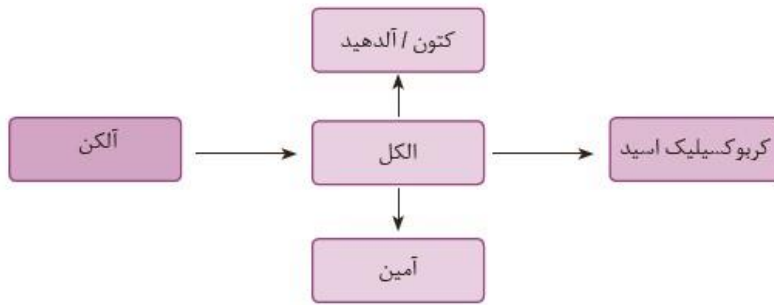 کتون / آلدهید
آلکن
الکل
کربوکسیلیک اسید
آمین